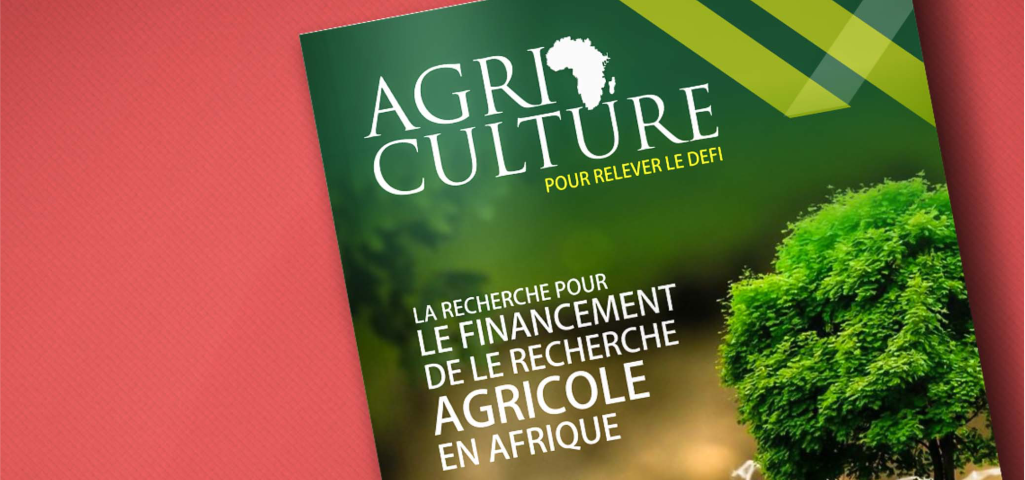 AGRI
CULTURE
POUR RELEVER LE DEFI
LA RECHERCHE POUR
LE FINANCEMENT
DE LE RECHERCHE
AGRICOLE
EN AFRIQUE